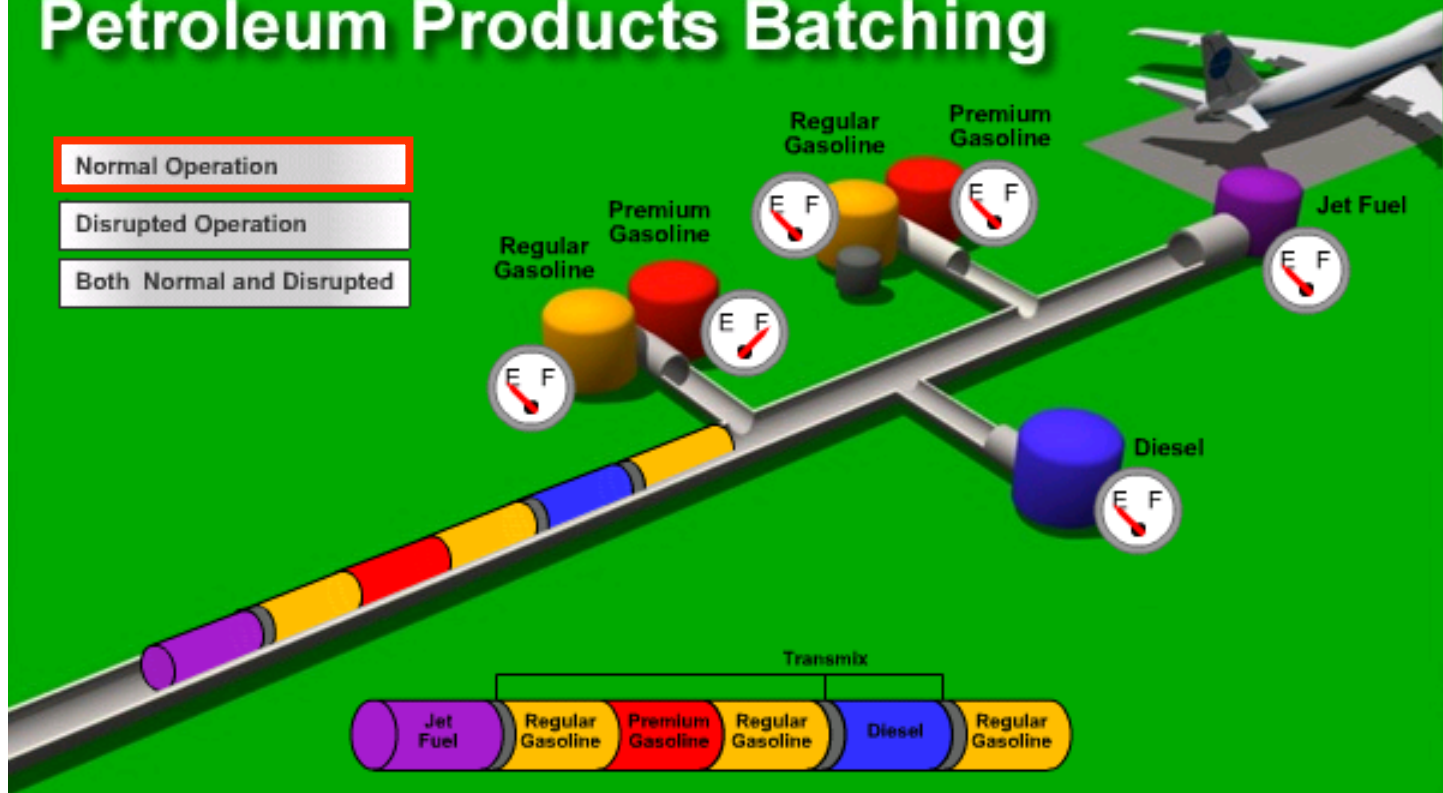 Petroleum Products Batching
Normal Operation
Disrupted Operation
Both Normal and Disrupted
Regular
Gasoline
Premium
Gasoline
E F
E F
Regular
Gasoline
Premium
Gasoline
E F
E F
Jet Fuel
E F
Diesel
E F
Transmix
Jet
Fuel
Regular
Gasoline
Premium
Gasoline
Regular
Gasoline
Diesel
Regular
Gasoline